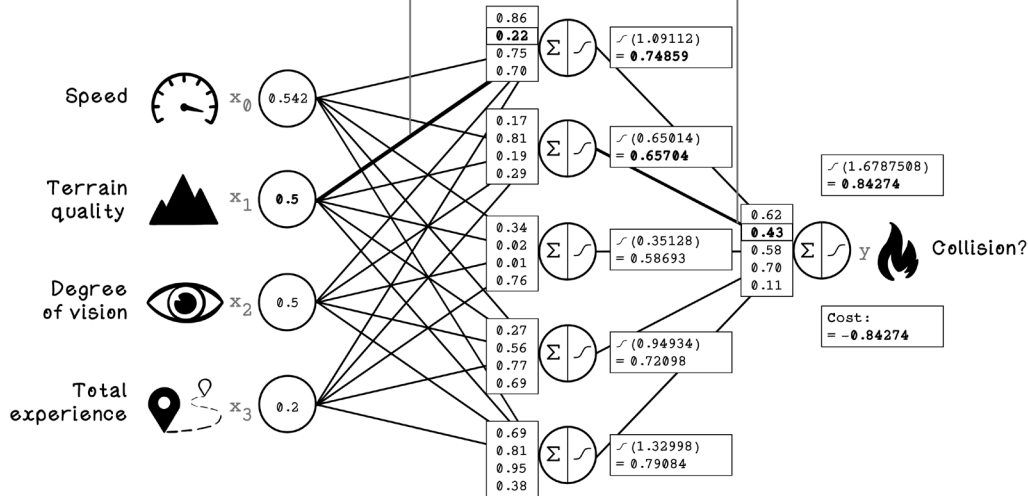 Speed
x0
0.542
Terrain
quality
x1
0.5
Degree
of vision
x2
0.5
Total
experience
x3
0.2
0.86
0.22
0.75
0.70
Σ
(1.09112)
= 0.74859
0.17
0.81
0.19
0.29
Σ
(0.65014)
= 0.65704
0.34
0.02
0.01
0.76
Σ
(0.35128)
= 0.58693
0.27
0.56
0.77
0.69
Σ
(0.94934)
= 0.72098
0.69
0.81
0.95
0.38
Σ
(1.32998)
= 0.79084
0.62
0.43
0.58
0.70
0.11
Σ
(1.6787508)
= 0.84274
y
Collision?
Cost:
= -0.84274